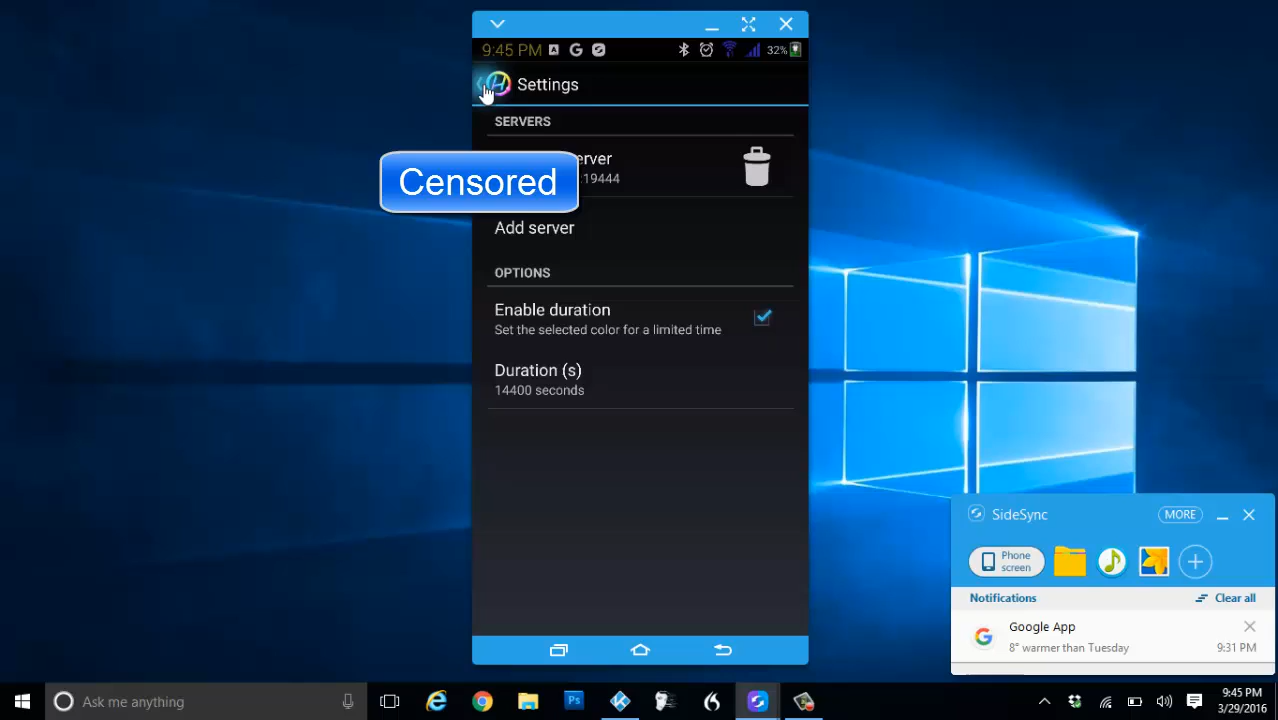 9:45 PM
32%
Settings
SERVERS
erver
:19444
Censored
Add server
OPTIONS
Enable duration
Set the selected color for a limited time
Duration (s)
14400 seconds
SideSync
MORE
Phone
screen
Notifications
Clear all
Google App
8° warmer than Tuesday
9:31 PM
Ask me anything
Ps
9:45 PM
3/29/2016